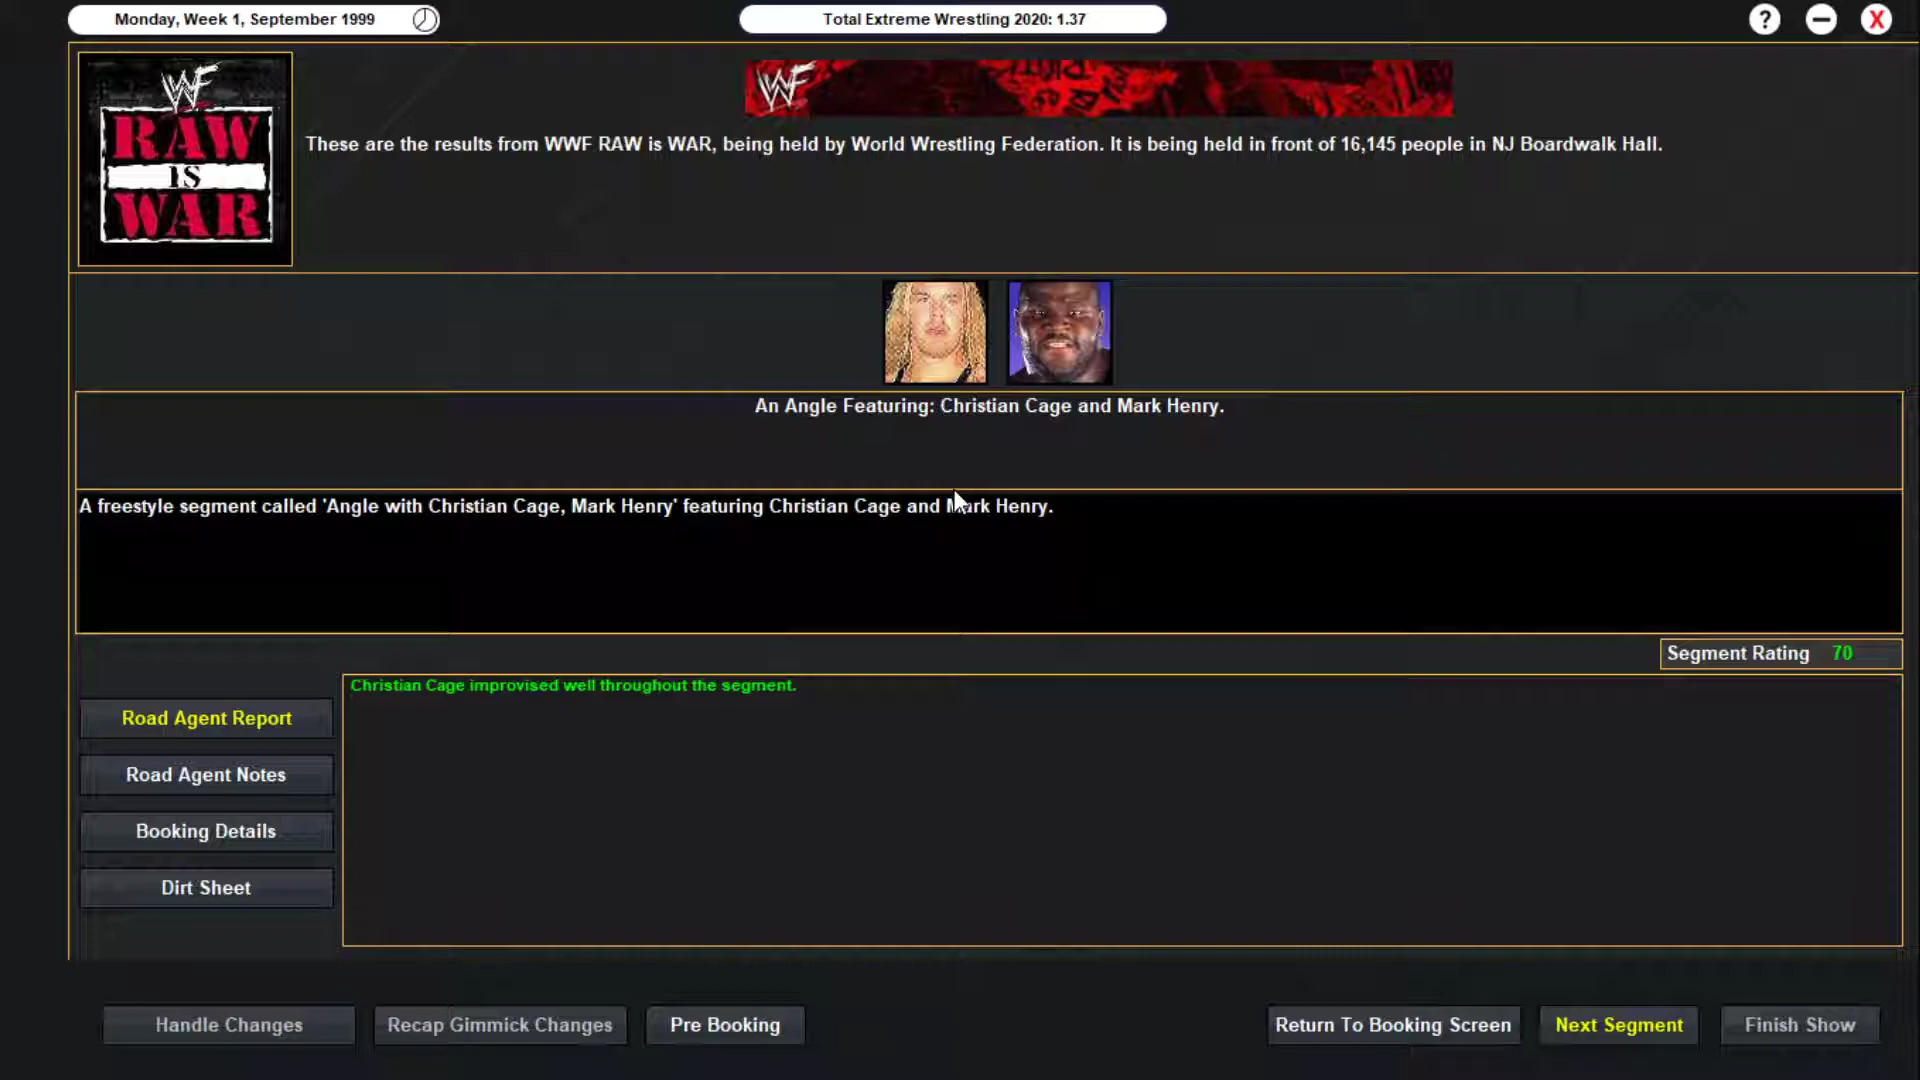 Monday, Week 1, September 1999
Total Extreme Wrestling 2020: 1.37
?
X
WF
RAW
IS
WAR
WF
These are the results from WWF RAW is WAR, being held by World Wrestling Federation. It is being held in front of 16,145 people in NJ Boardwalk Hall.
An Angle Featuring: Christian Cage and Mark Henry.
A freestyle segment called 'Angle with Christian Cage, Mark Henry' featuring Christian Cage and Mark Henry.
Segment Rating 70
Christian Cage improvised well throughout the segment.
Road Agent Report
Road Agent Notes
Booking Details
Dirt Sheet
Handle Changes
Recap Gimmick Changes
Pre Booking
Return To Booking Screen
Next Segment
Finish Show